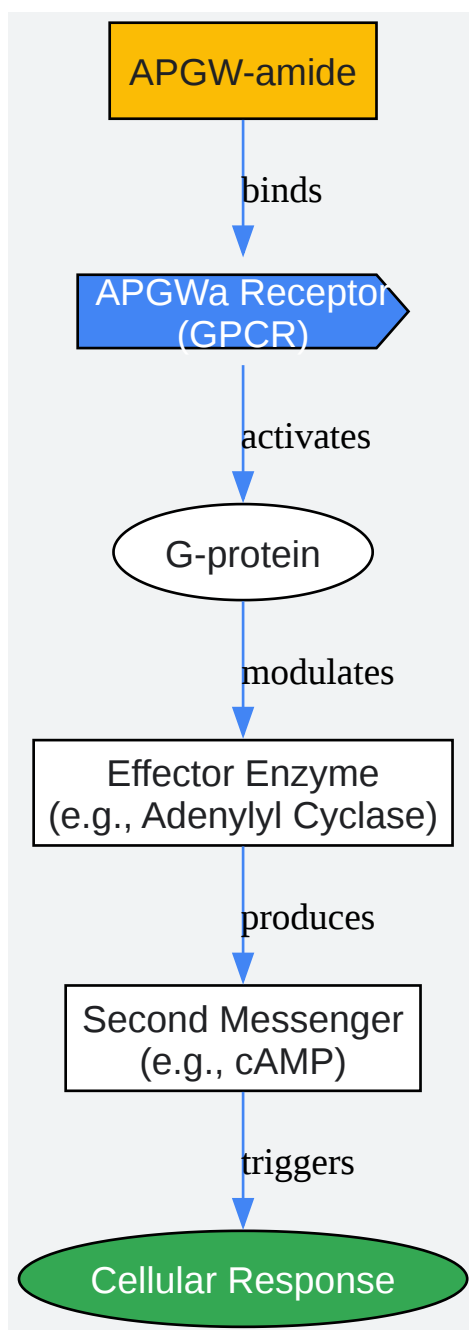 APGW-amide
binds
APGWa Receptor
(GPCR)
activates
G-protein
modulates
Effector Enzyme
(e.g., Adenylyl Cyclase)
produces
Second Messenger
(e.g., cAMP)
triggers
Cellular Response